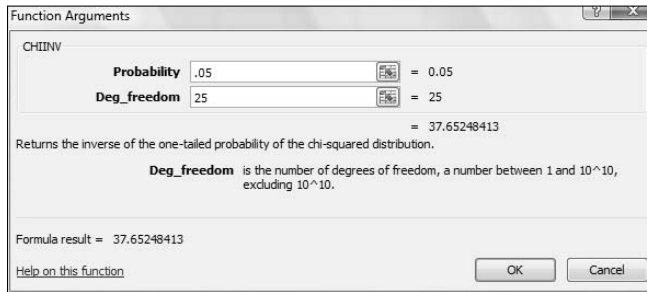 Function Arguments
CHIINV
Probability .05 = 0.05
Deg_freedom 25 = 25
= 37.65248413
Returns the inverse of the one-tailed probability of the chi-squared distribution.
Deg_freedom is the number of degrees of freedom, a number between 1 and 10^10,
excluding 10^10.
Formula result = 37.65248413
Help on this function OK Cancel